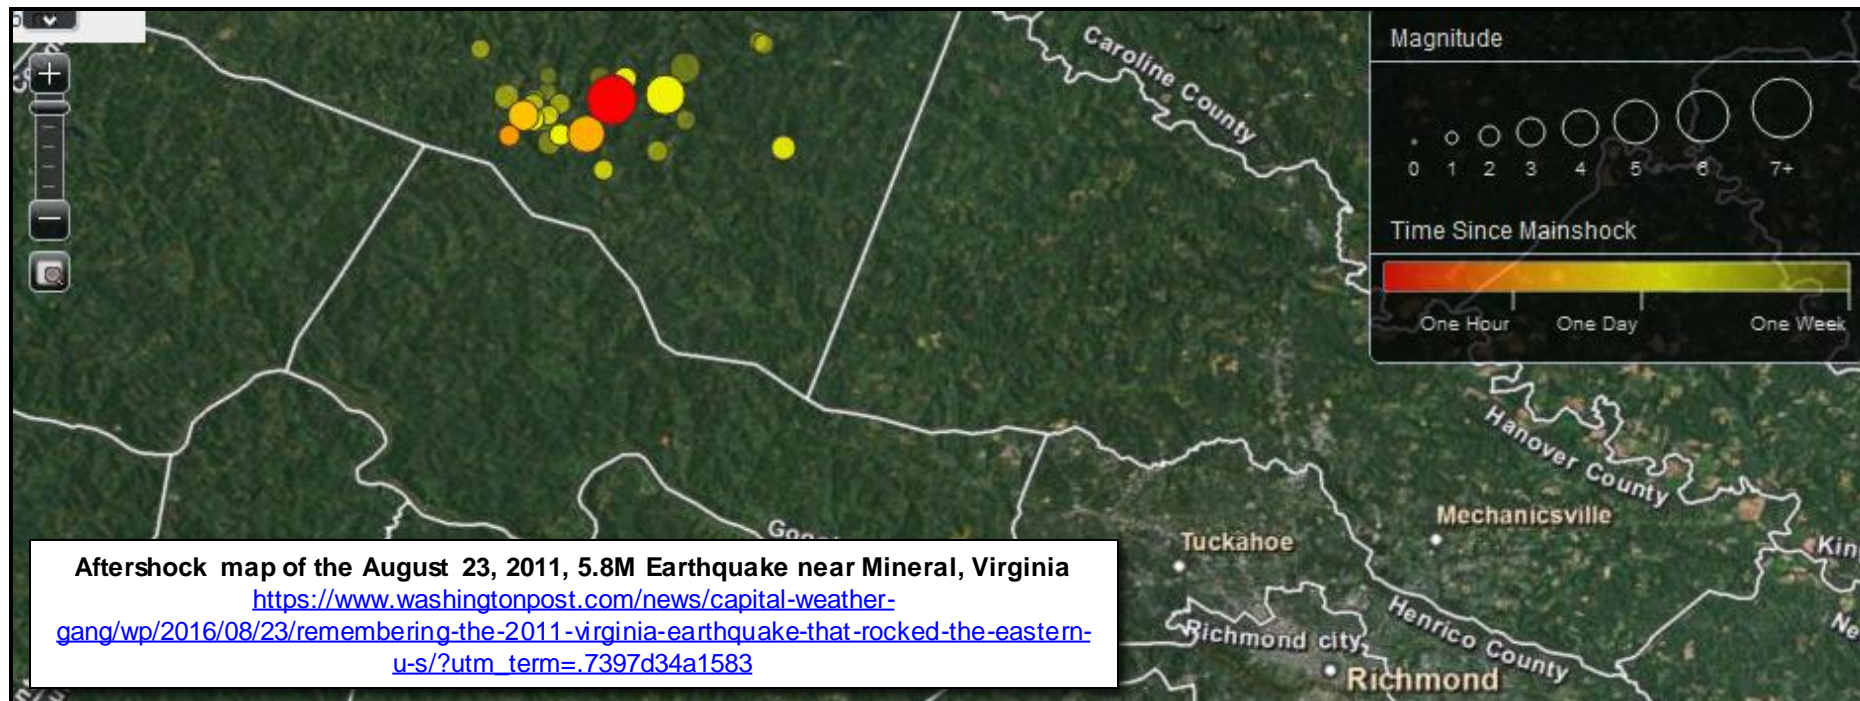 Magnitude
0 1 2 3 4 5 6 7+
Time Since Mainshock
One Hour One Day One Week
Caroline County
Hanover County
Mechanicsville
Tuckahoe
Henrico County
Richmond city
Richmond
Aftershock map of the August 23, 2011, 5.8M Earthquake near Mineral, Virginia
https://www.washingtonpost.com/news/capital-weather-
gang/wp/2016/08/23/remembering-the-2011-virginia-earthquake-that-rocked-the-eastern-
u-s/?utm_term=.7397d34a1583